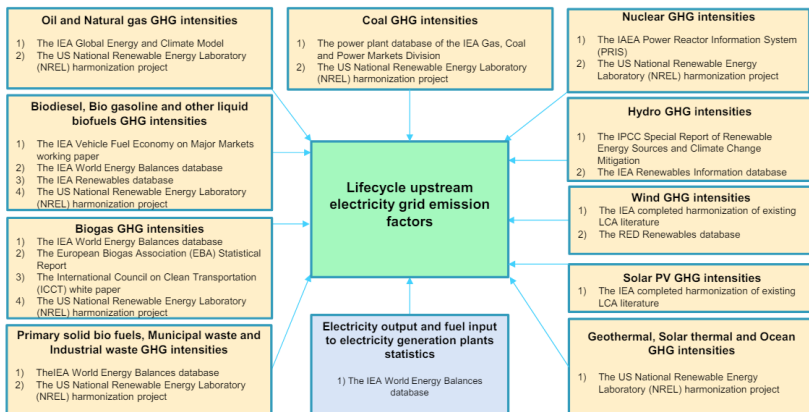 Oil and Natural gas GHG intensities
1) The IEA Global Energy and Climate Model
2) The US National Renewable Energy Laboratory
(NREL) harmonization project
Coal GHG intensities
1) The power plant database of the IEA Gas, Coal
and Power Markets Division
2) The US National Renewable Energy Laboratory
(NREL) harmonization project
Nuclear GHG intensities
1) The IAEA Power Reactor Information System
(PRIS)
2) The US National Renewable Energy
Laboratory (NREL) harmonization project
Biodiesel, Bio gasoline and other liquid
biofuels GHG intensities
1) The IEA Vehicle Fuel Economy on Major Markets
working paper
2) The IEA World Energy Balances database
3) The IEA Renewables database
4) The US National Renewable Energy Laboratory
(NREL) harmonization project
Hydro GHG intensities
1) The IPCC Special Report of Renewable
Energy Sources and Climate Change
Mitigation
2) The IEA Renewables Information database
Lifecycle upstream
electricity grid emission
factors
Wind GHG intensities
1) The IEA completed harmonization of existing
LCA literature
2) The RED Renewables database
Biogas GHG intensities
1) The IEA World Energy Balances database
2) The European Biogas Association (EBA) Statistical
Report
3) The International Council on Clean Transportation
(ICCT) white paper
4) The US National Renewable Energy Laboratory
(NREL) harmonization project
Solar PV GHG intensities
1) The IEA completed harmonization of existing
LCA literature
Primary solid bio fuels, Municipal waste and
Industrial waste GHG intensities
1) TheIEA World Energy Balances database
2) The US National Renewable Energy Laboratory
(NREL) harmonization project
Electricity output and fuel input
to electricity generation plants
statistics
1) The IEA World Energy Balances
database
Geothermal, Solar thermal and Ocean
GHG intensities
1) The US National Renewable Energy
Laboratory (NREL) harmonization project